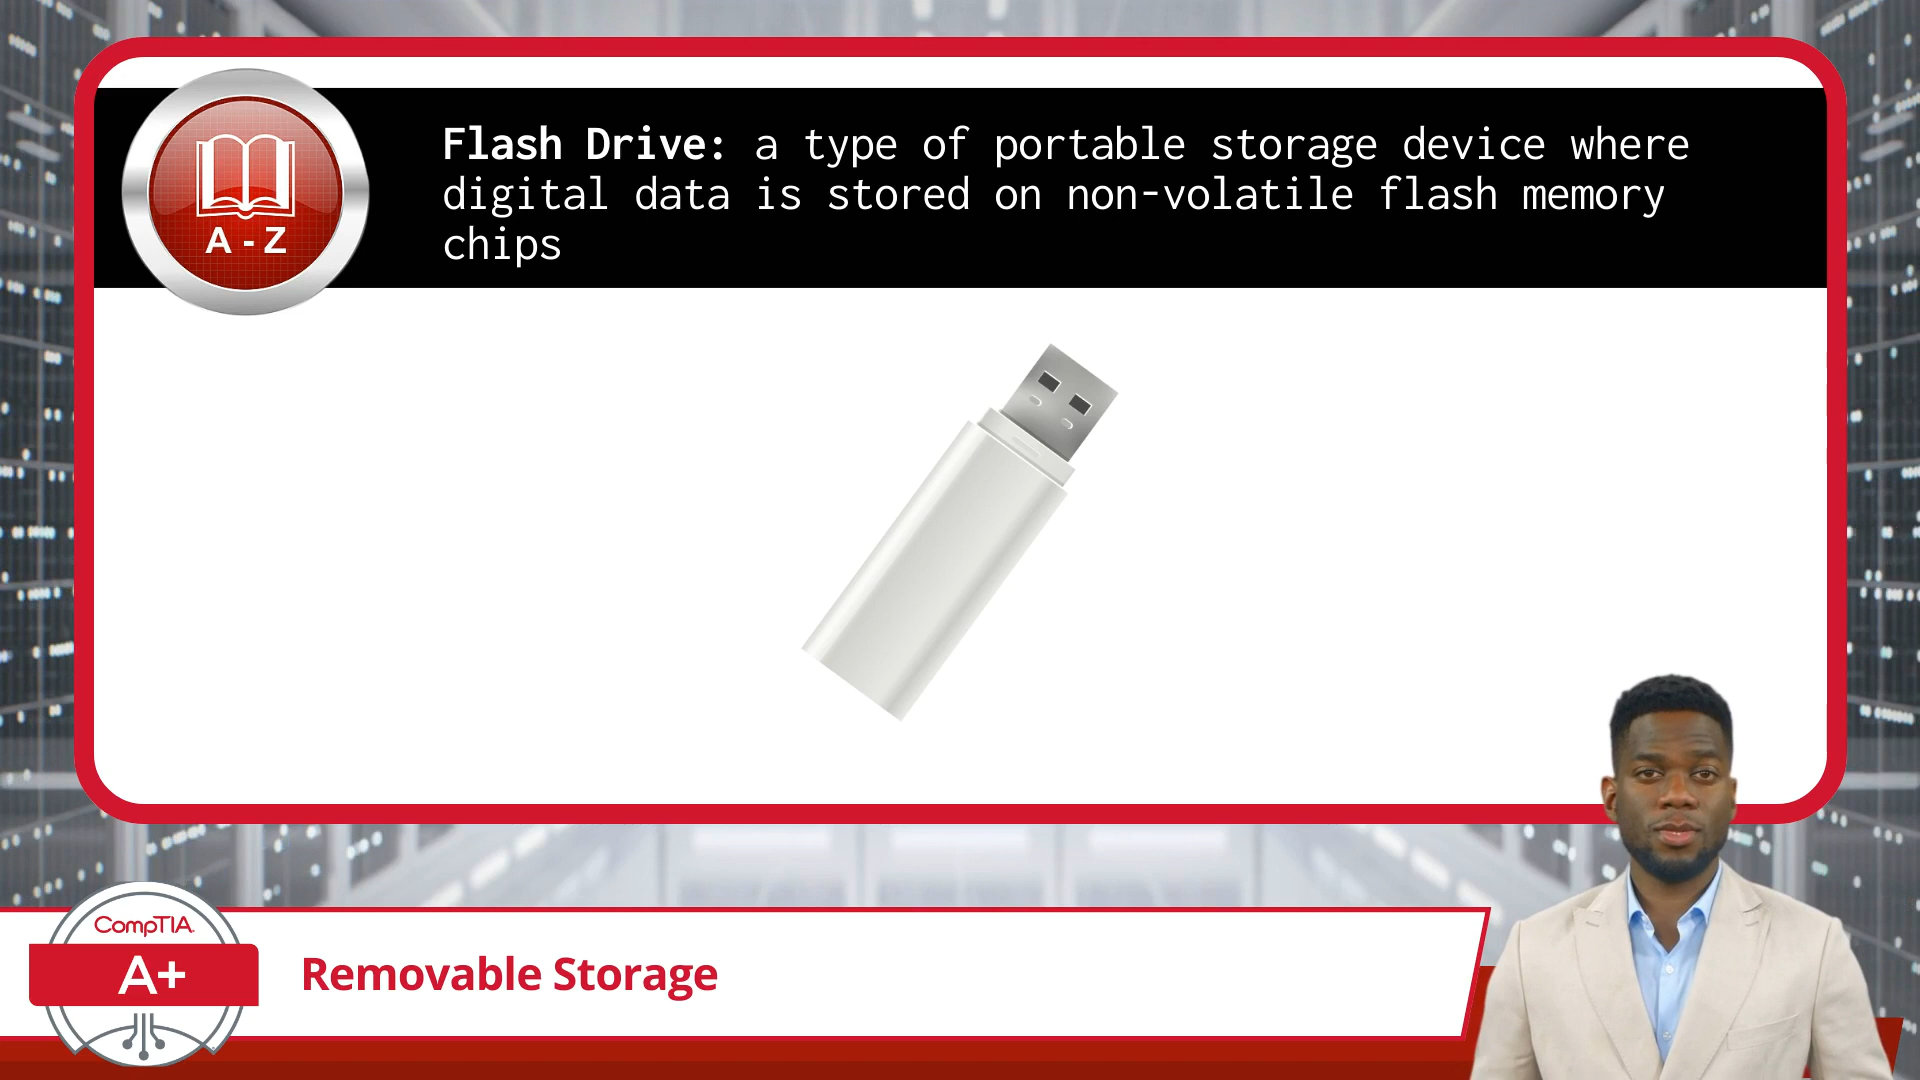 Flash Drive: a type of portable storage device where
digital data is stored on non-volatile flash memory
chips
A - Z
CompTIA.
A+
Removable Storage